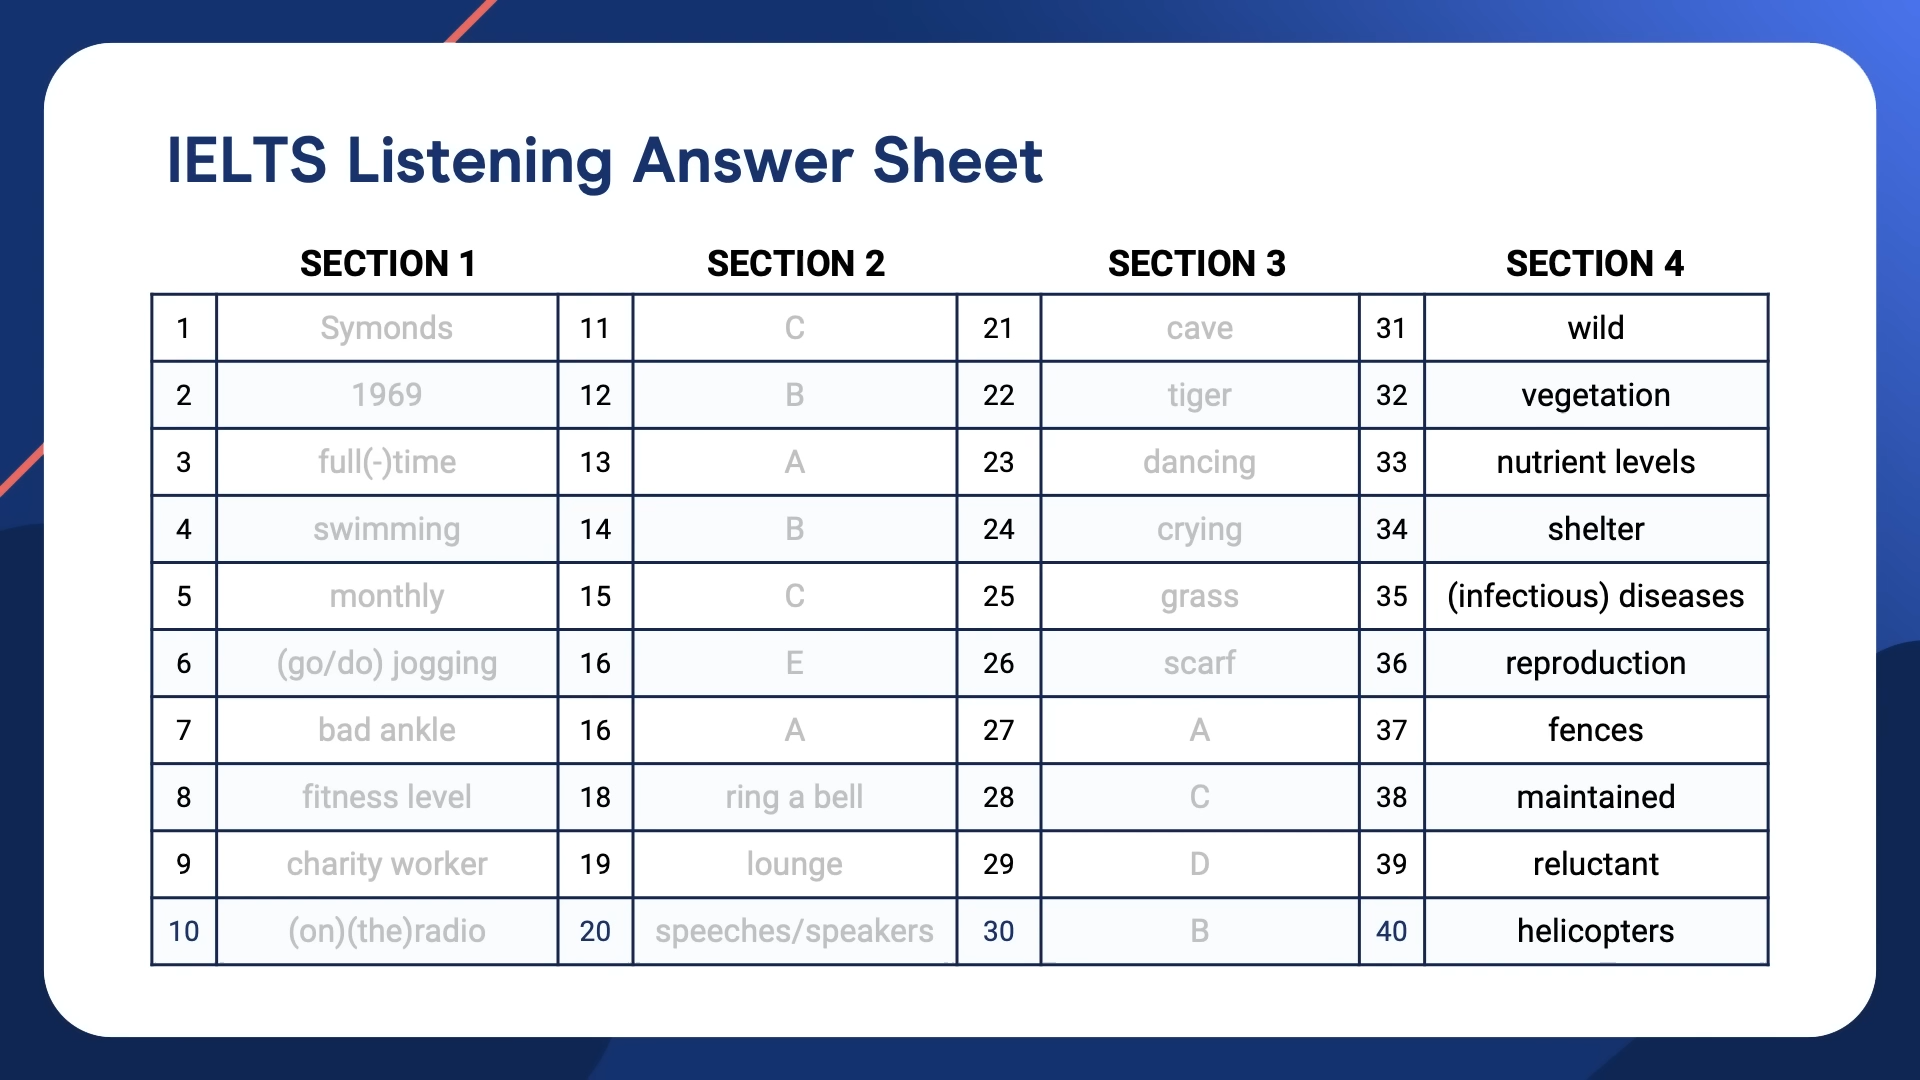 IELTS Listening Answer Sheet
SECTION 1 SECTION 2 SECTION 3 SECTION 4
1 Symonds 11 C 21 cave 31 wild
2 1969 12 B 22 tiger 32 vegetation
3 full(-)time 13 A 23 dancing 33 nutrient levels
4 swimming 14 B 24 crying 34 shelter
5 monthly 15 C 25 grass 35 (infectious) diseases
6 (go/do) jogging 16 E 26 scarf 36 reproduction
7 bad ankle 16 A 27 A 37 fences
8 fitness level 18 ring a bell 28 C 38 maintained
9 charity worker 19 lounge 29 D 39 reluctant
10 (on)(the)radio 20 speeches/speakers 30 B 40 helicopters